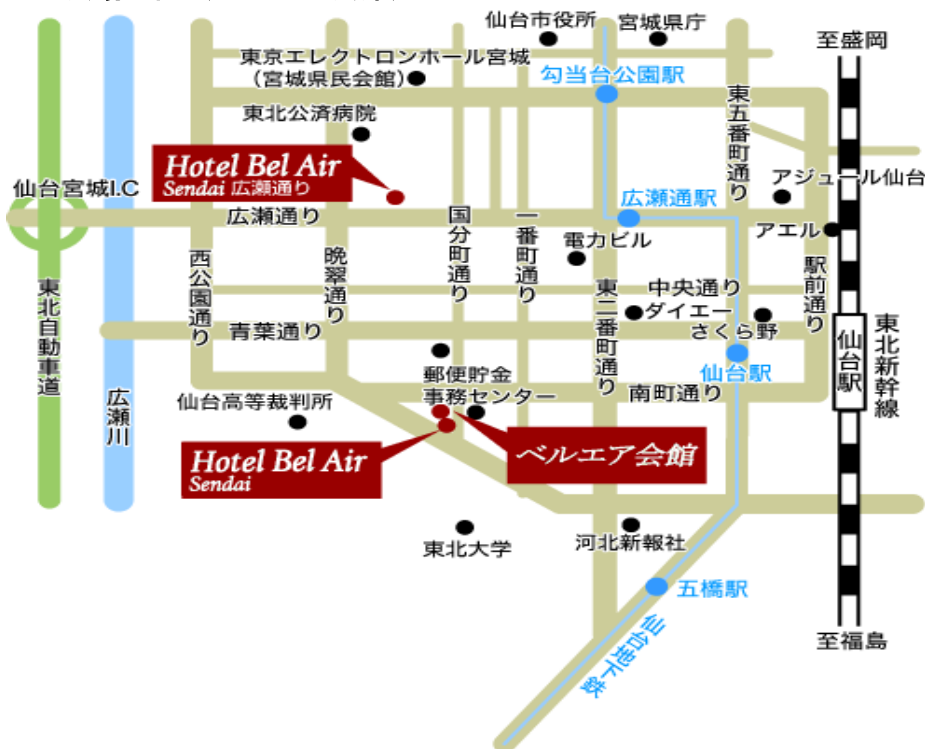 仙台市役所
宮城県庁
至盛岡
東京エレクトロンホール宮城
（宮城県民会館）
勾当台公園駅
東五番町通り
東北公済病院
Hotel Bel Air
Sendai 広瀬通り
仙台宮城I.C
アジュール仙台
広瀬通駅
広瀬通り
国分町通り
一番町通り
電力ビル
アエル
西公園通り
晩翠通り
東二番町通り
駅前通り
東北自動車道
中央通り
ダイエー
さくら野
青葉通り
仙台駅
東北新幹線
仙台駅
郵便貯金
事務センター
南町通り
広瀬川
仙台高等裁判所
Hotel Bel Air
Sendai
ベルエア会館
東北大学
河北新報社
五橋駅
仙台地下鉄
至福島